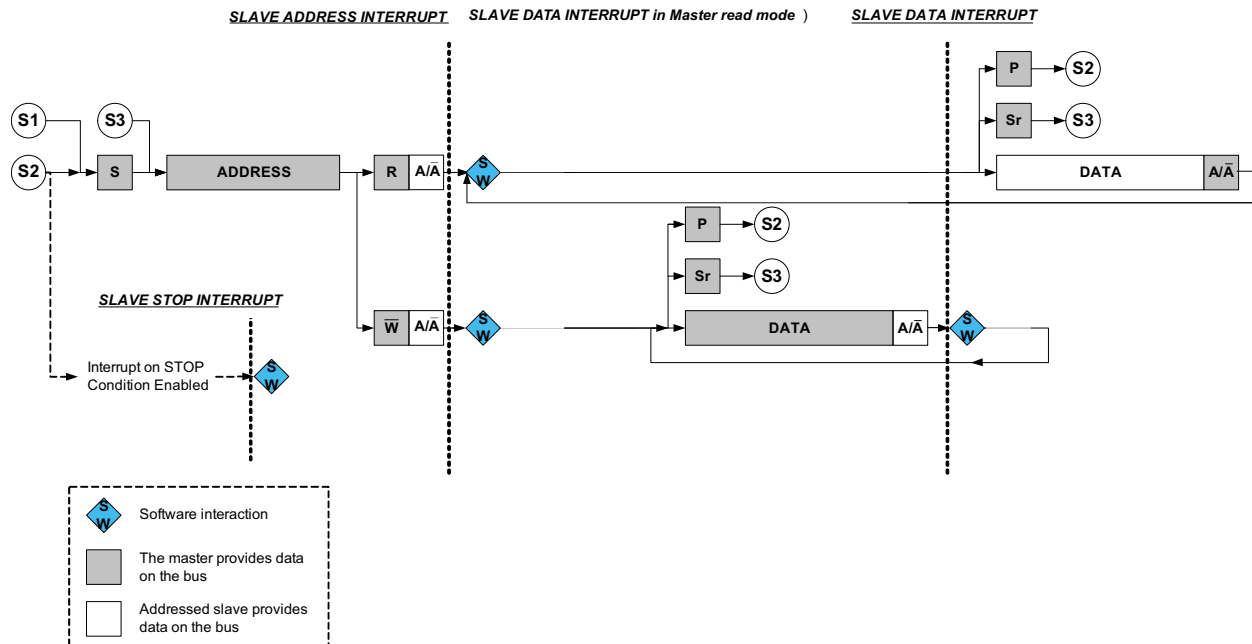 SLAVE ADDRESS INTERRUPT
SLAVE DATA INTERRUPT in Master read mode )
SLAVE DATA INTERRUPT
P
S2
S1
S3
Sr
S3
S2
S
ADDRESS
R
A/A̅
S
W
DATA
A/A̅
P
S2
Sr
S3
SLAVE STOP INTERRUPT
W̅
A/A̅
S
W
DATA
A/A̅
S
W
Interrupt on STOP
Condition Enabled
S
W
S
W
Software interaction
The master provides data
on the bus
Addressed slave provides
data on the bus